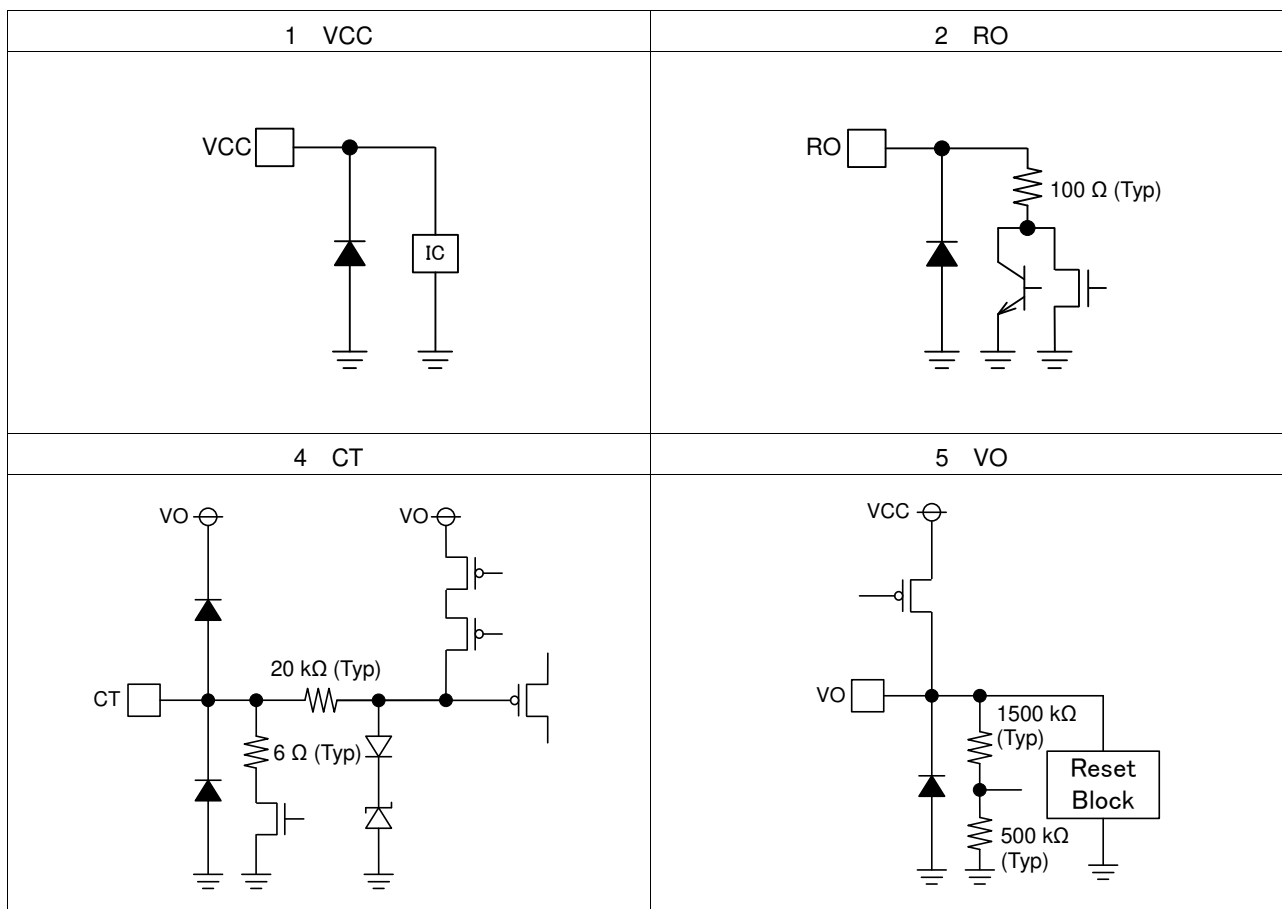 1 VCC
2 RO
VCC
IC
RO
100 Ω (Typ)
4 CT
5 VO
VO
VO
20 kΩ (Typ)
CT
6 Ω (Typ)
VCC
VO
1500 kΩ
(Typ)
500 kΩ
(Typ)
Reset
Block